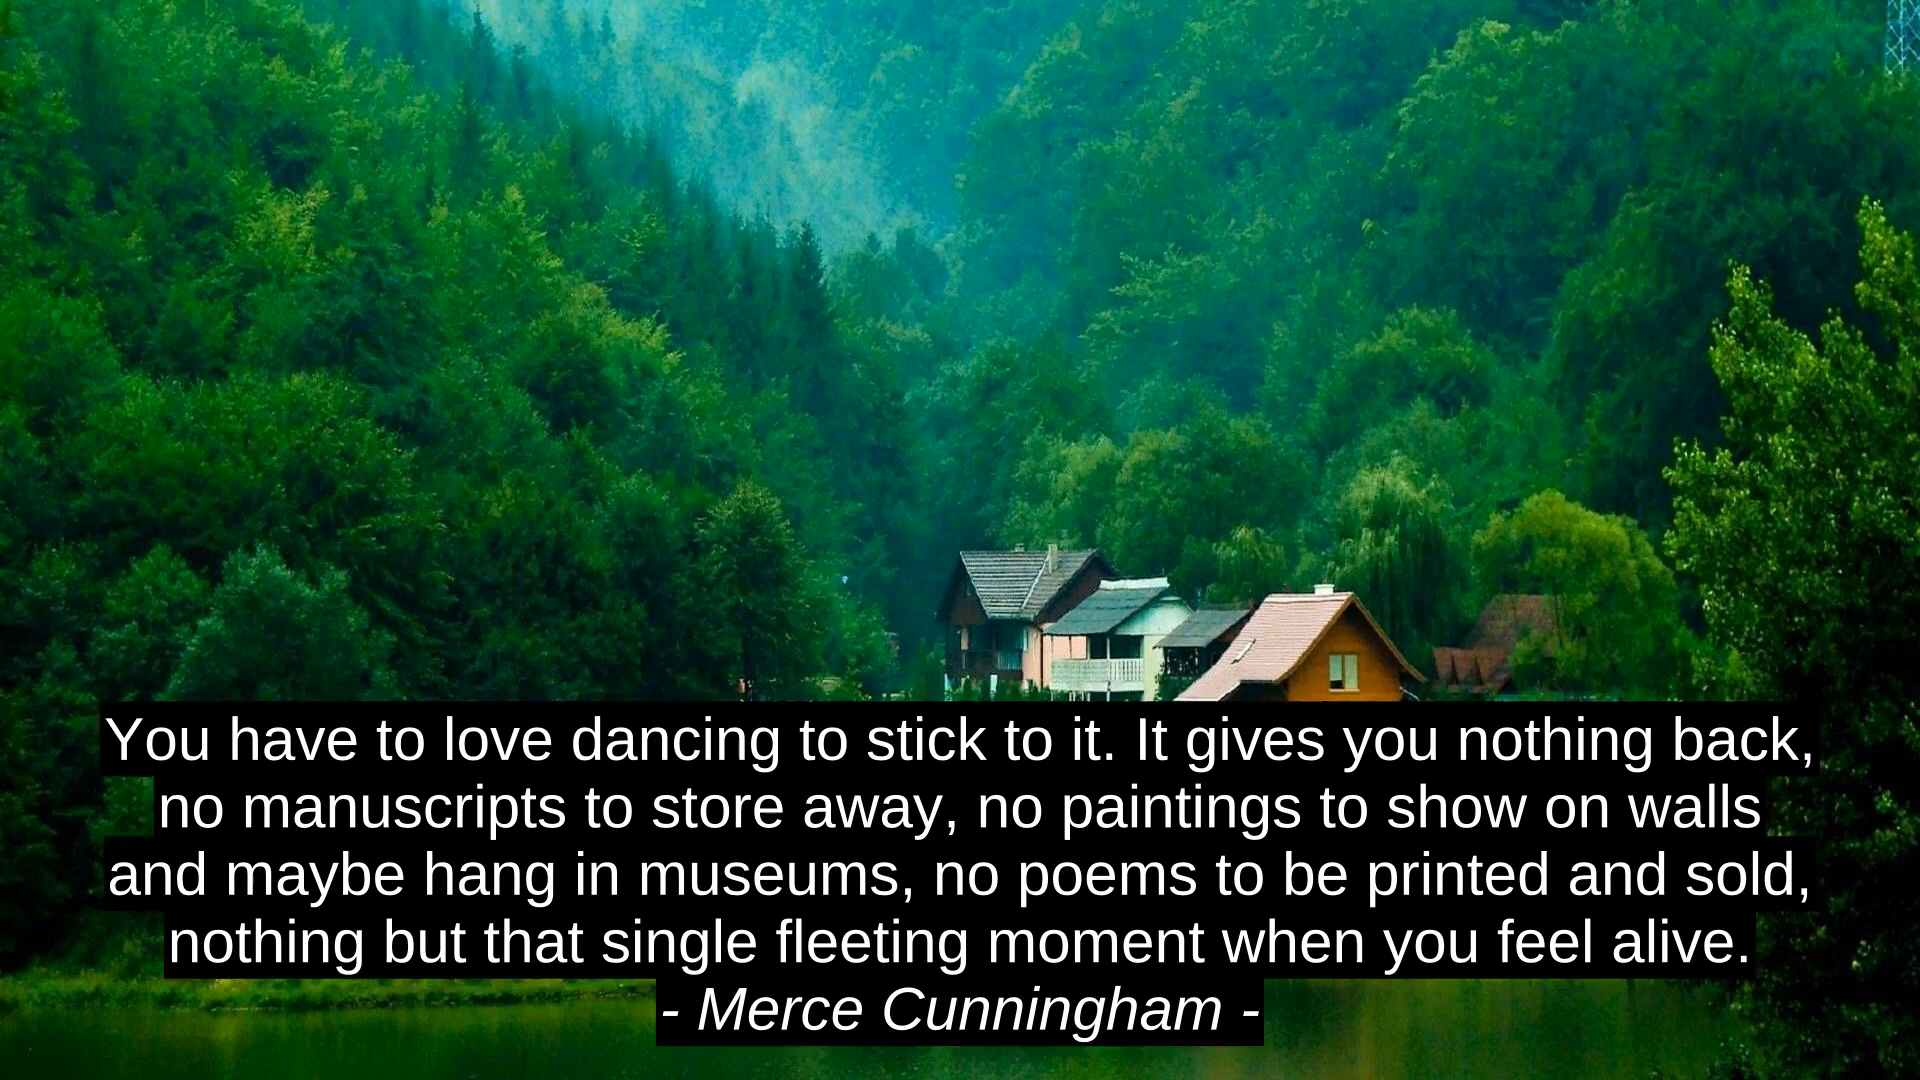 You have to love dancing to stick to it. It gives you nothing back,
no manuscripts to store away, no paintings to show on walls
and maybe hang in museums, no poems to be printed and sold,
nothing but that single fleeting moment when you feel alive.
- Merce Cunningham -